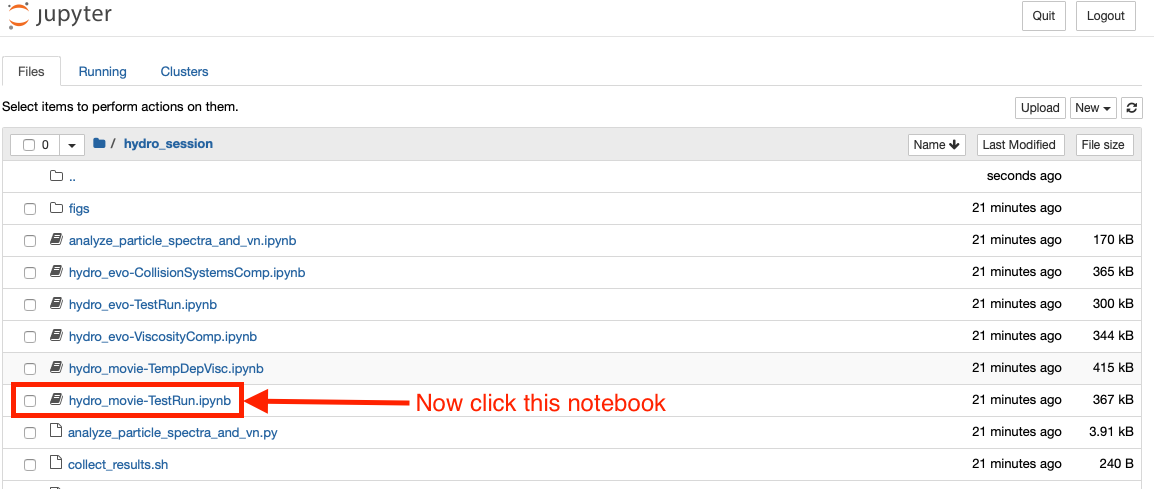 jupyter
Quit Logout
Files Running Clusters
Select items to perform actions on them.
Upload New
0 / hydro_session Name Last Modified File size
.. seconds ago
figs 21 minutes ago
analyze_particle_spectra_and_vn.ipynb 21 minutes ago 170 kB
hydro_evo-CollisionSystemsComp.ipynb 21 minutes ago 365 kB
hydro_evo-TestRun.ipynb 21 minutes ago 300 kB
hydro_evo-ViscosityComp.ipynb 21 minutes ago 344 kB
hydro_movie-TempDepVisc.ipynb 21 minutes ago 415 kB
hydro_movie-TestRun.ipynb Now click this notebook 21 minutes ago 367 kB
analyze_particle_spectra_and_vn.py 21 minutes ago 3.91 kB
collect_results.sh 21 minutes ago 240 B